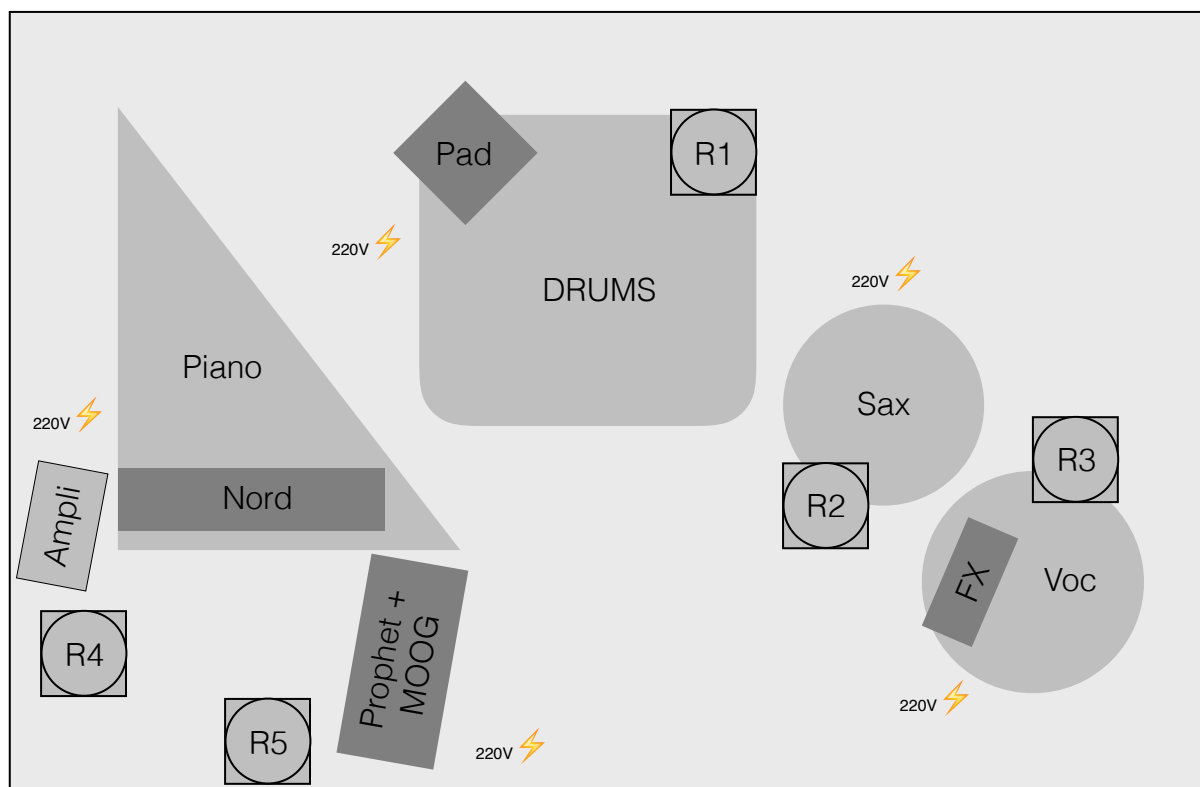 Pad
R1
220V
DRUMS
220V
Piano
Sax
220V
R3
Ampli
Nord
R2
FX
Voc
R4
Prophet +
MOOG
220V
R5
220V